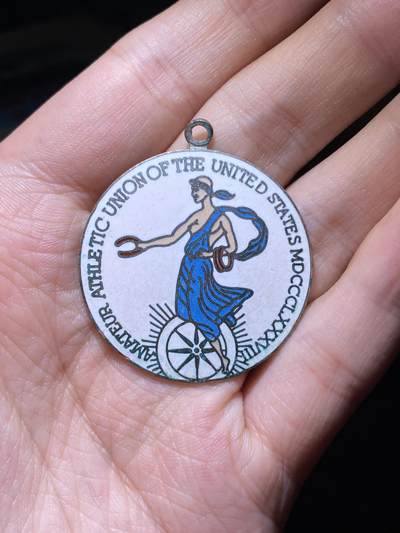 AMATEUR ATHLETIC UNION OF THE UNITED STATES MDCCCLXXXVIII